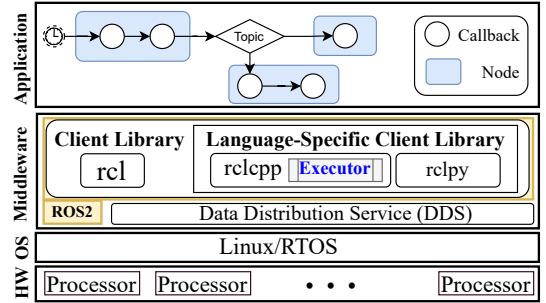 Application
Topic
Callback
Node
Middleware
Client Library
rcl
Language-Specific Client Library
rclcpp
Executor
rclpy
ROS2
Data Distribution Service (DDS)
OS
Linux/RTOS
HW
Processor
Processor
• • •
Processor